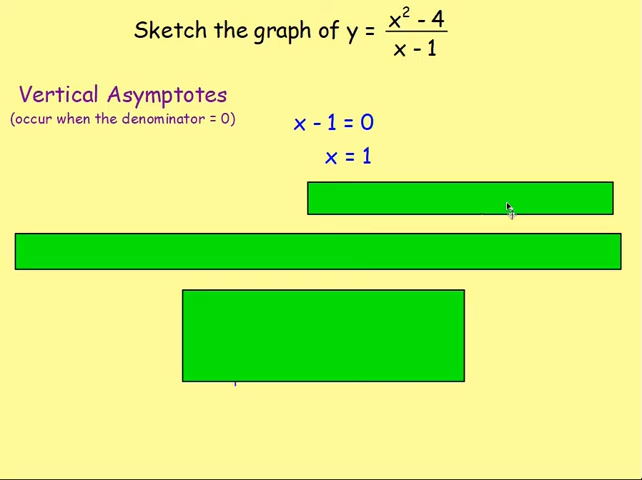 Sketch the graph of y = x² - 4 / x - 1
Vertical Asymptotes
(occur when the denominator = 0)
x - 1 = 0
x = 1